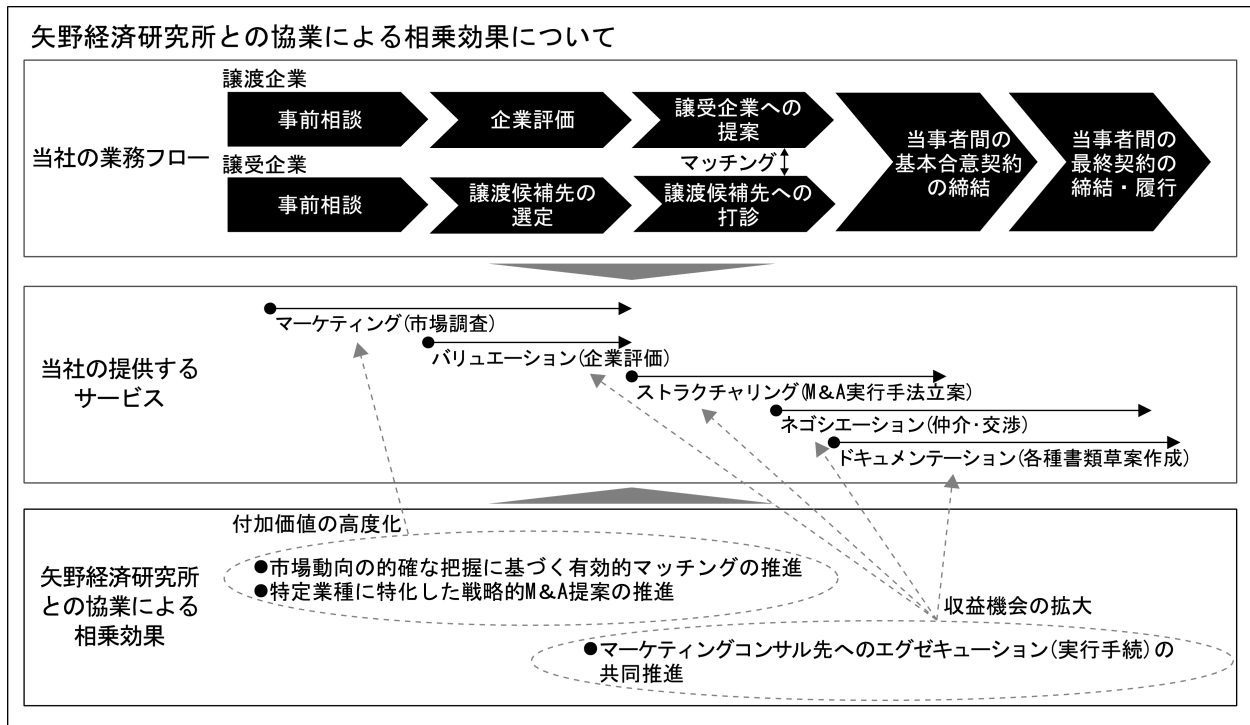 矢野経済研究所との協業による相乗効果について
当社の業務フロー
譲渡企業
事前相談
企業評価
譲受企業への
提案
マッチング
譲受企業
事前相談
譲渡候補先の
選定
譲渡候補先への
打診
当事者間の
基本合意契約
の締結
当事者間の
最終契約の
締結・履行
当社の提供する
サービス
マーケティング(市場調査)
バリュエーション(企業評価)
ストラクチャリング(M&A実行手法立案)
ネゴシエーション(仲介・交渉)
ドキュメンテーション(各種書類草案作成)
矢野経済研究所
との協業による
相乗効果
付加価値の高度化
●市場動向の的確な把握に基づく有効的マッチングの推進
●特定業種に特化した戦略的M&A提案の推進
収益機会の拡大
●マーケティングコンサル先へのエグゼキューション(実行手続)の
共同推進